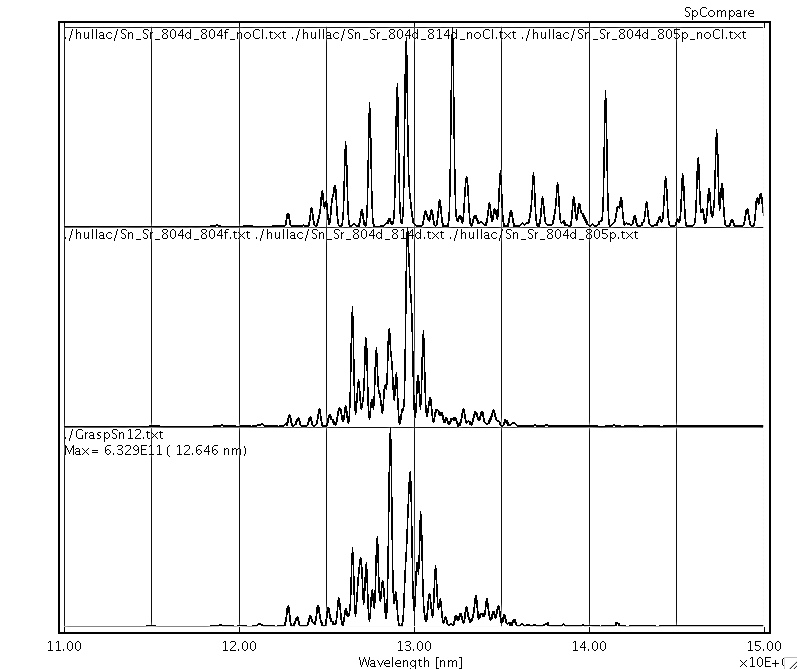 SpCompare
./hullac/Sn_Sr_804d_804f_noCI.txt ./hullac/Sn_Sr_804d_814d_noCI.txt ./hullac/Sn_Sr_804d_805p_noCI.txt
./hullac/Sn_Sr_804d_804f.txt ./hullac/Sn_Sr_804d_814d.txt ./hullac/Sn_Sr_804d_805p.txt
./GraspSn12.txt
Max= 6.329E11 ( 12.646 nm)
11.00 12.00 13.00 14.00 15.00
Wavelength [nm] ×10E+